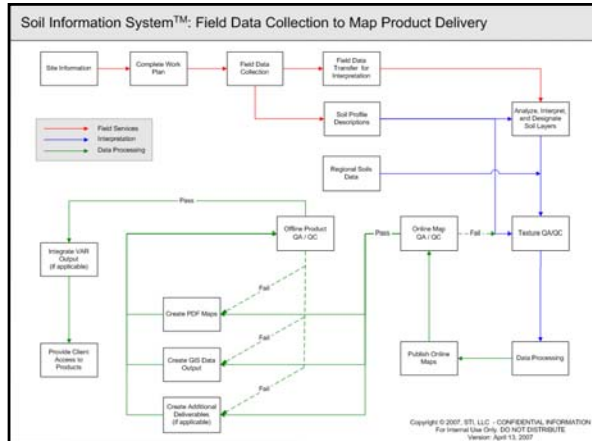 Soil Information System™: Field Data Collection to Map Product Delivery
Site Information
Complete Work
Plan
Field Data
Collection
Field Data
Transfer for
Interpretation
Field Services
Interpretation
Data Processing
Soil Profile
Descriptions
Analyze, Interpret,
and Designate
Soil Layers
Regional Soils
Data
Pass
Offline Product
QA / QC
Pass
Online Map
QA / QC
Fail
Texture QA/QC
Integrate VAR
Output
(if applicable)
Fail
Create PDF Maps
Fail
Provide Client
Access to
Products
Create GIS Data
Output
Publish Online
Maps
Data Processing
Fail
Create Additional
Deliverables
(if applicable)
Copyright © 2007, STI, LLC - CONFIDENTIAL INFORMATION
For Internal Use Only. DO NOT DISTRIBUTE
Version: April 13, 2007